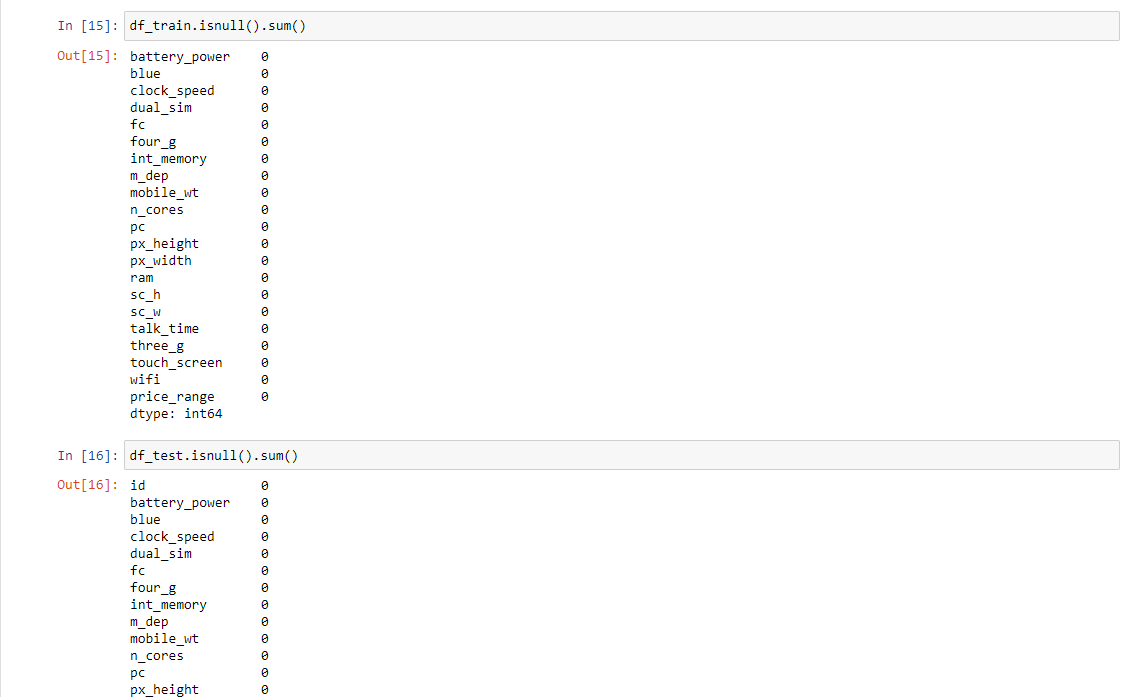 In [15]: df_train.isnull().sum()
Out[15]: battery_power 0
blue 0
clock_speed 0
dual_sim 0
fc 0
four_g 0
int_memory 0
m_dep 0
mobile_wt 0
n_cores 0
pc 0
px_height 0
px_width 0
ram 0
sc_h 0
sc_w 0
talk_time 0
three_g 0
touch_screen 0
wifi 0
price_range 0
dtype: int64
In [16]: df_test.isnull().sum()
Out[16]: id 0
battery_power 0
blue 0
clock_speed 0
dual_sim 0
fc 0
four_g 0
int_memory 0
m_dep 0
mobile_wt 0
n_cores 0
pc 0
px_height 0